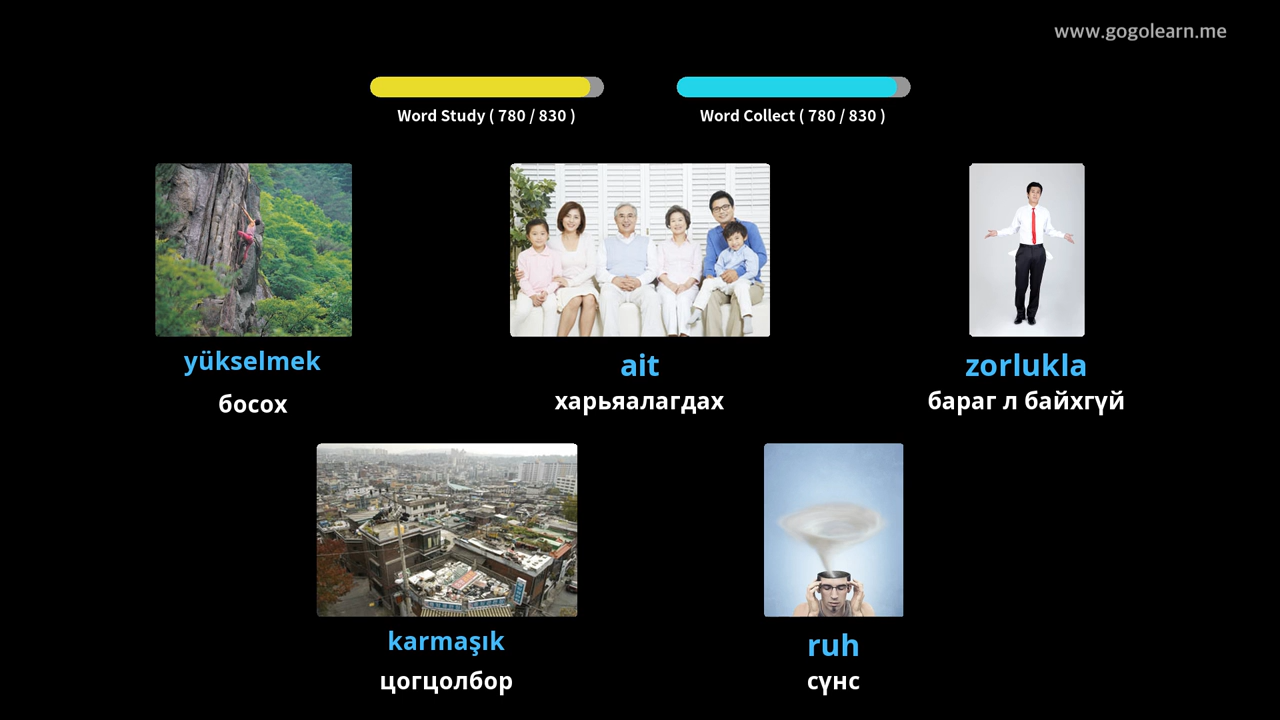 www.gogolearn.me
Word Study ( 780 / 830 )
Word Collect ( 780 / 830 )
yükselmek
босох
ait
харьяалагдах
zorlukla
бараг л байхгүй
karmaşık
цогцолбор
ruh
сүнс